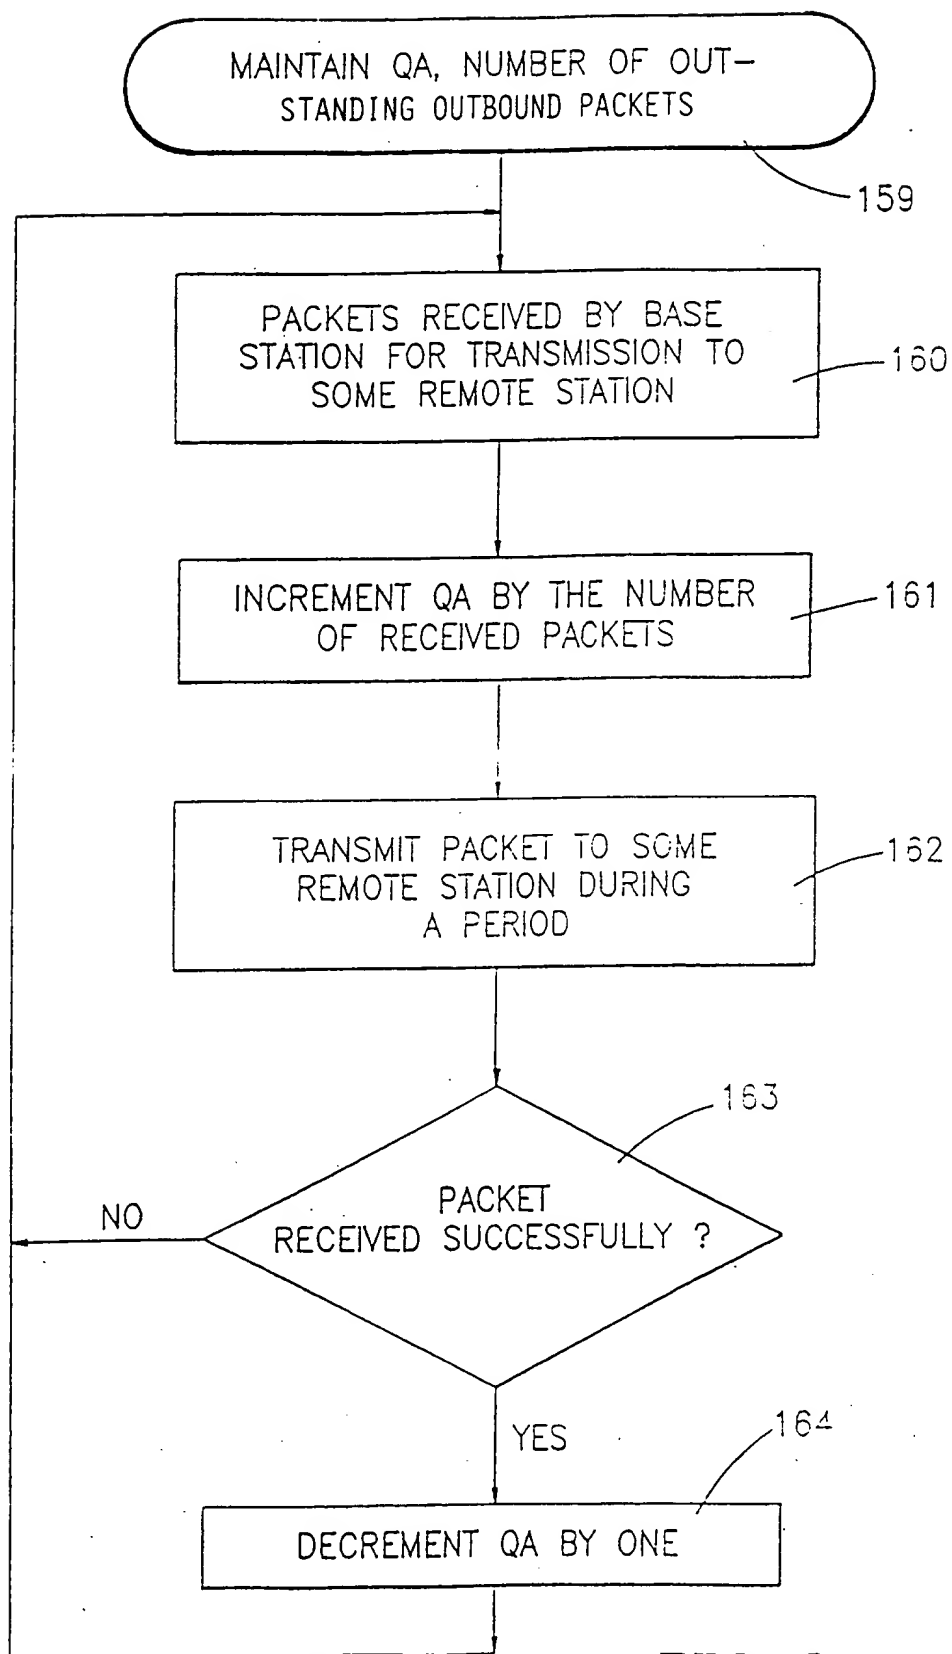 MAINTAIN QA, NUMBER OF OUT-
STANDING OUTBOUND PACKETS
159
PACKETS RECEIVED BY BASE
STATION FOR TRANSMISSION TO
SOME REMOTE STATION
160
INCREMENT QA BY THE NUMBER
OF RECEIVED PACKETS
161
TRANSMIT PACKET TO SOME
REMOTE STATION DURING
A PERIOD
162
163
PACKET
RECEIVED SUCCESSFULLY ?
NO
YES
164
DECREMENT QA BY ONE